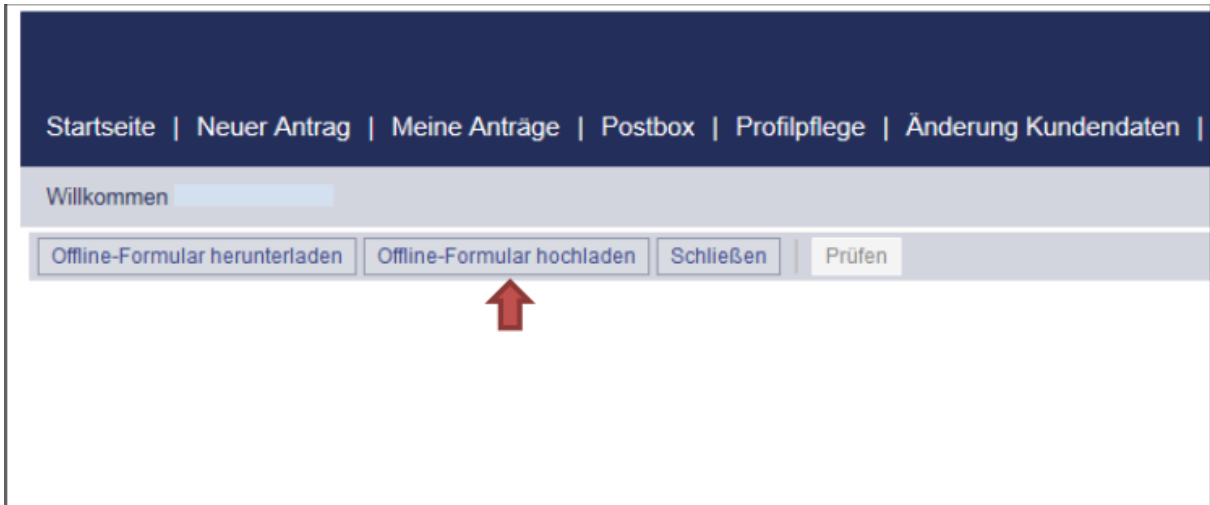 Startseite | Neuer Antrag | Meine Anträge | Postbox | Profilpflege | Änderung Kundendaten |
Willkommen
Offline-Formular herunterladen Offline-Formular hochladen Schließen Prüfen